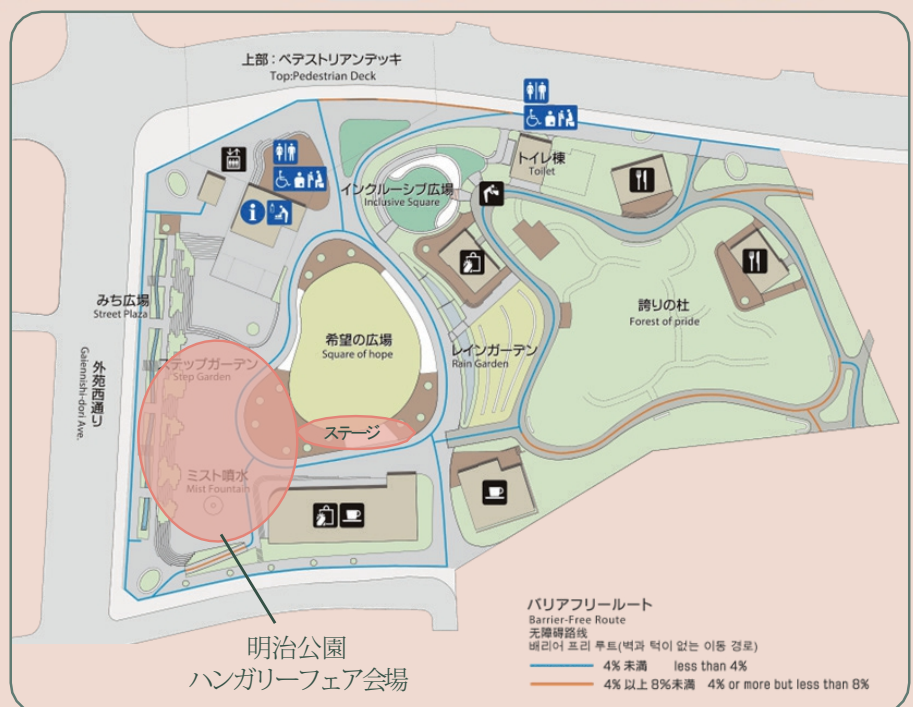 上部：ペデストリアンデッキ
Top:Pedestrian Deck
トイレ棟
Toilet
インクルーシブ広場
Inclusive Square
みち広場
Street Plaza
誇りの杜
Forest of pride
希望の広場
Square of hope
レインガーデン
Rain Garden
ステップガーデン
Step Garden
外苑西通り
Gaiennishi-dori Ave.
ステージ
ミスト噴水
Mist Fountain
明治公園
ハンガリーフェア会場
バリアフリールート
Barrier-Free Route
无障碍路线
배리어 프리 루트(벽과 턱이 없는 이동 경로)
4% 未満 less than 4%
4% 以上 8%未満 4% or more but less than 8%